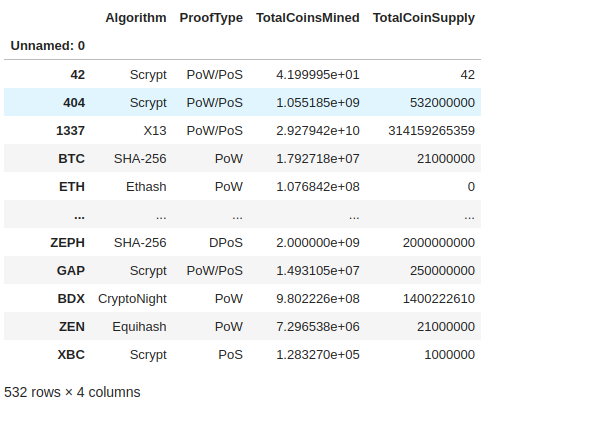 Algorithm ProofType TotalCoinsMined TotalCoinSupply
Unnamed: 0
42 Scrypt PoW/PoS 4.199995e+01 42
404 Scrypt PoW/PoS 1.055185e+09 532000000
1337 X13 PoW/PoS 2.927942e+10 314159265359
BTC SHA-256 PoW 1.792718e+07 21000000
ETH Ethash PoW 1.076842e+08 0
... ... ... ... ...
ZEPH SHA-256 DPoS 2.000000e+09 2000000000
GAP Scrypt PoW/PoS 1.493105e+07 250000000
BDX CryptoNight PoW 9.802226e+08 1400222610
ZEN Equihash PoW 7.296538e+06 21000000
XBC Scrypt PoS 1.283270e+05 1000000
532 rows × 4 columns